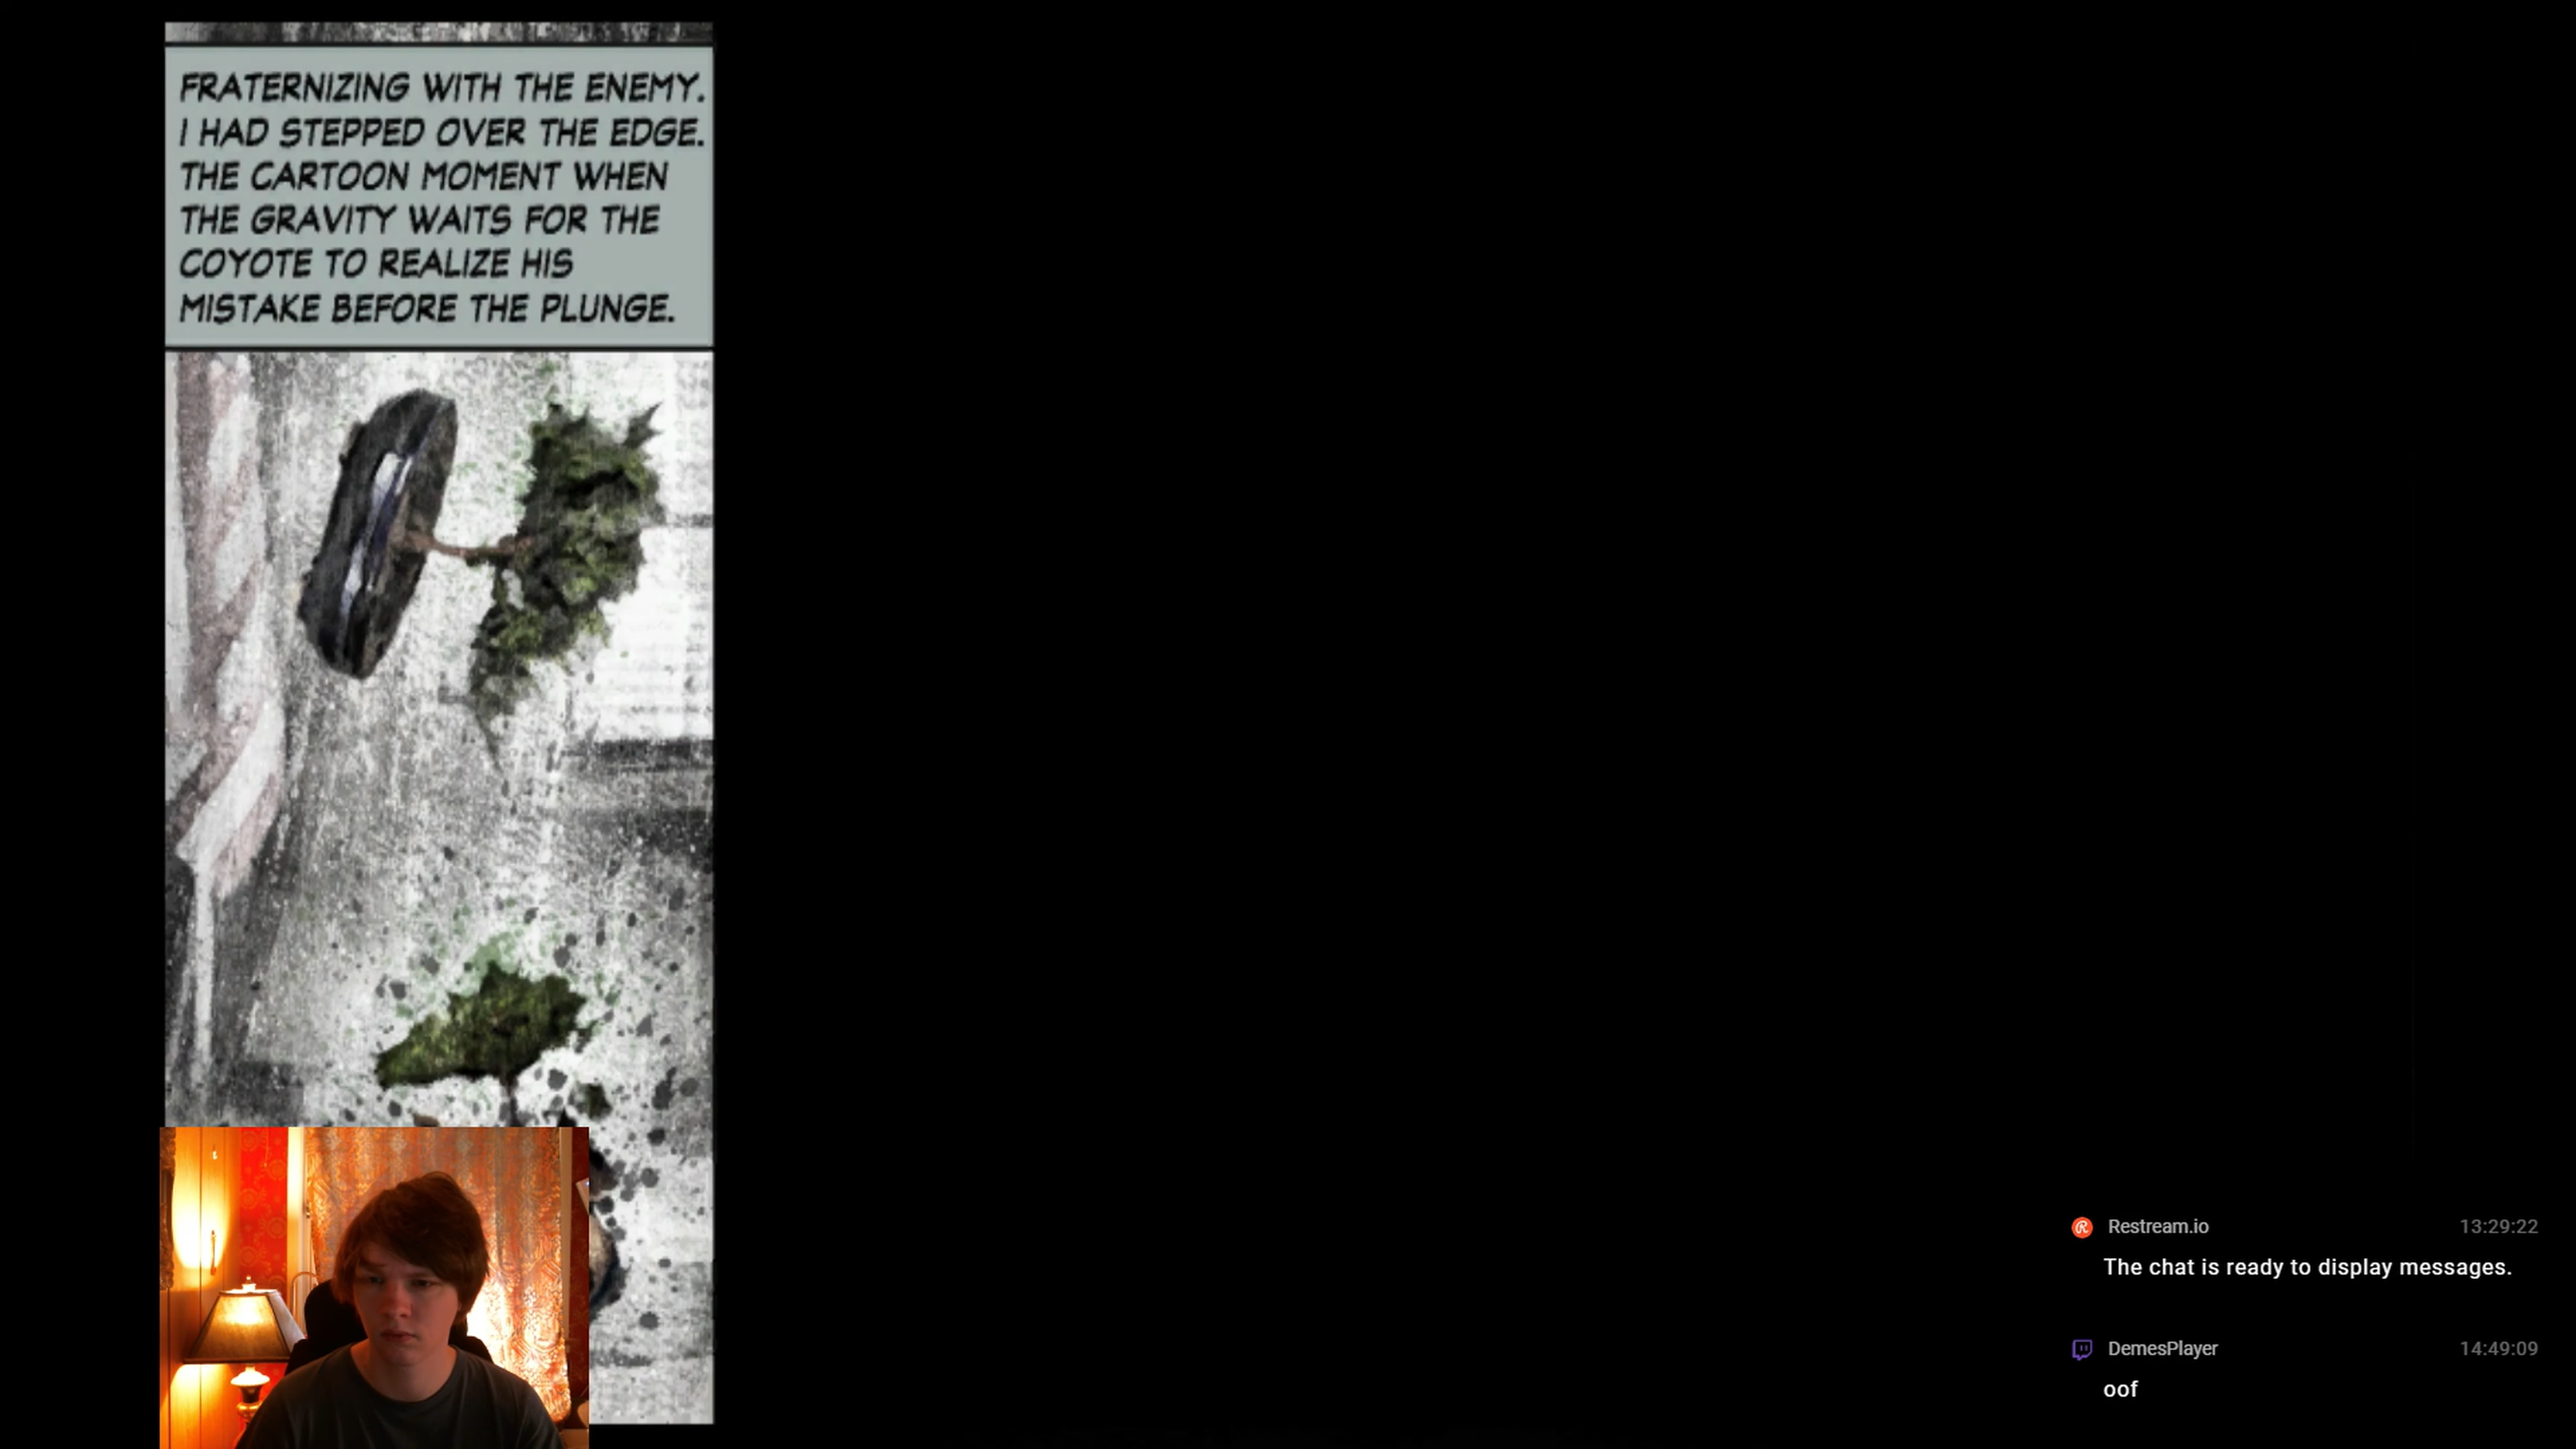 FRATERNIZING WITH THE ENEMY.
I HAD STEPPED OVER THE EDGE.
THE CARTOON MOMENT WHEN
THE GRAVITY WAITS FOR THE
COYOTE TO REALIZE HIS
MISTAKE BEFORE THE PLUNGE.
Restream.io 13:29:22
The chat is ready to display messages.
DemesPlayer 14:49:09
oof